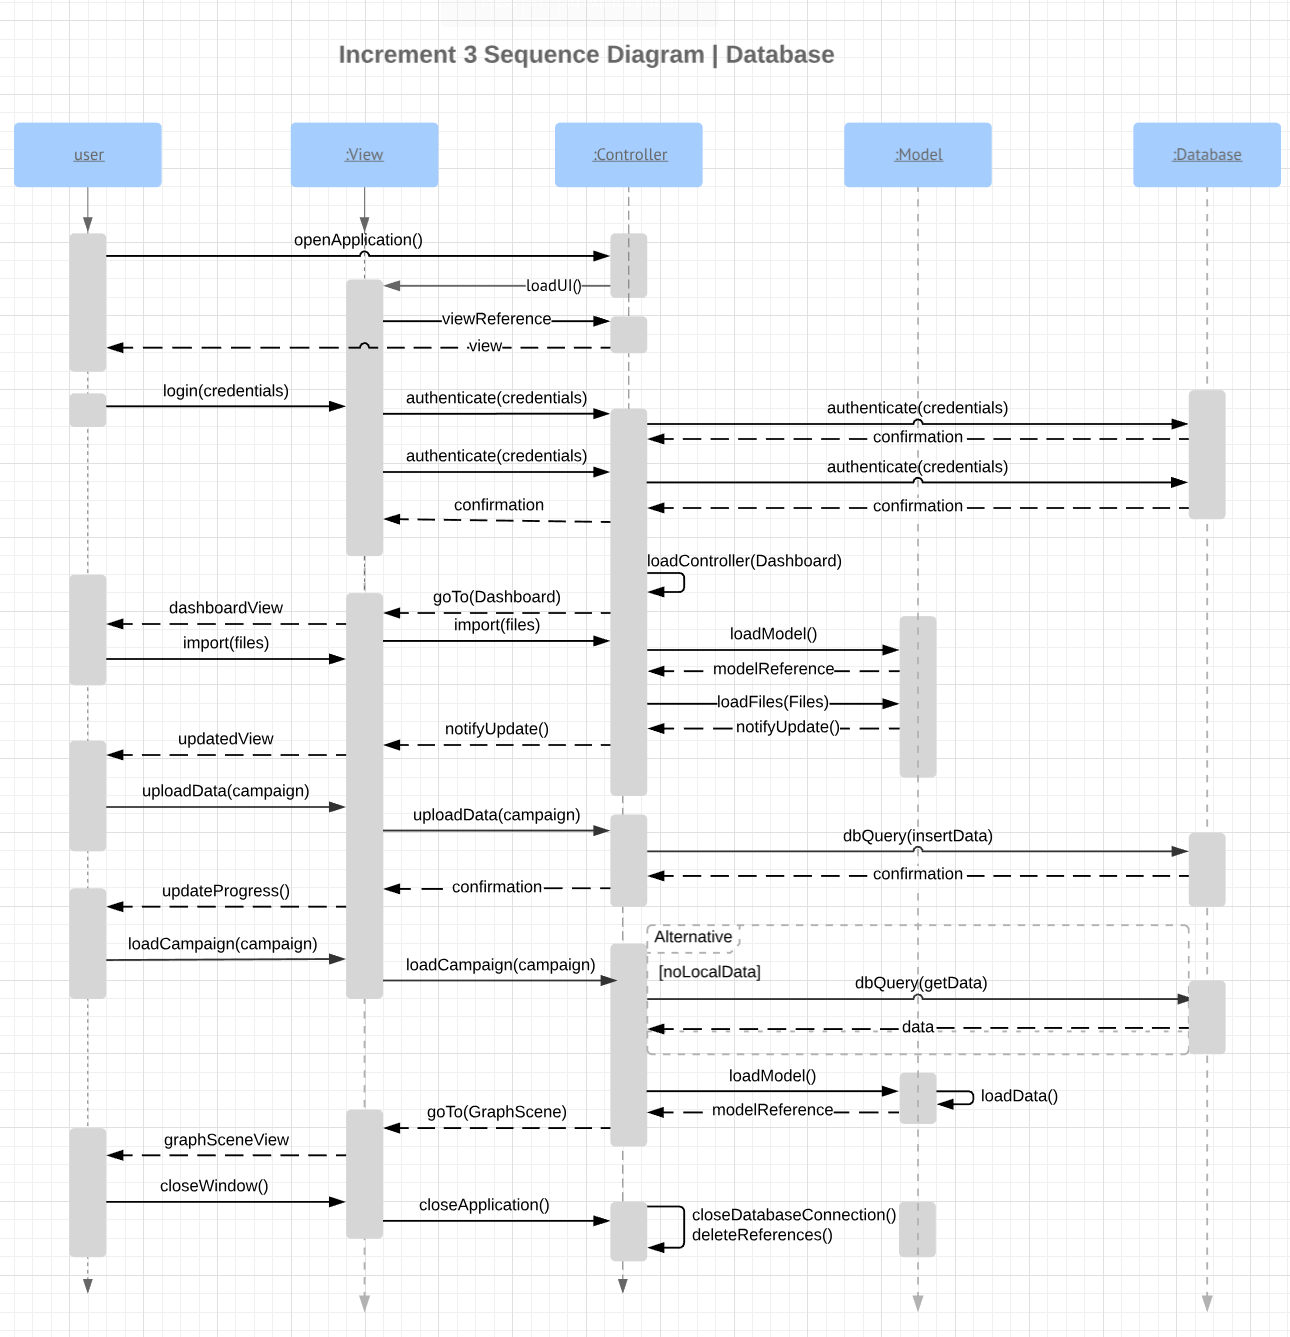 Increment 3 Sequence Diagram | Database
user
:View
:Controller
:Model
:Database
openApplication()
loadUI()
viewReference
view
login(credentials)
authenticate(credentials)
authenticate(credentials)
confirmation
authenticate(credentials)
authenticate(credentials)
confirmation
confirmation
loadController(Dashboard)
goTo(Dashboard)
dashboardView
import(files)
import(files)
loadModel()
modelReference
loadFiles(Files)
notifyUpdate()
notifyUpdate()
updatedView
uploadData(campaign)
uploadData(campaign)
dbQuery(insertData)
confirmation
confirmation
updateProgress()
Alternative
loadCampaign(campaign)
loadCampaign(campaign)
[noLocalData]
dbQuery(getData)
data
loadModel()
loadData()
modelReference
goTo(GraphScene)
graphSceneView
closeWindow()
closeApplication()
closeDatabaseConnection()
deleteReferences()